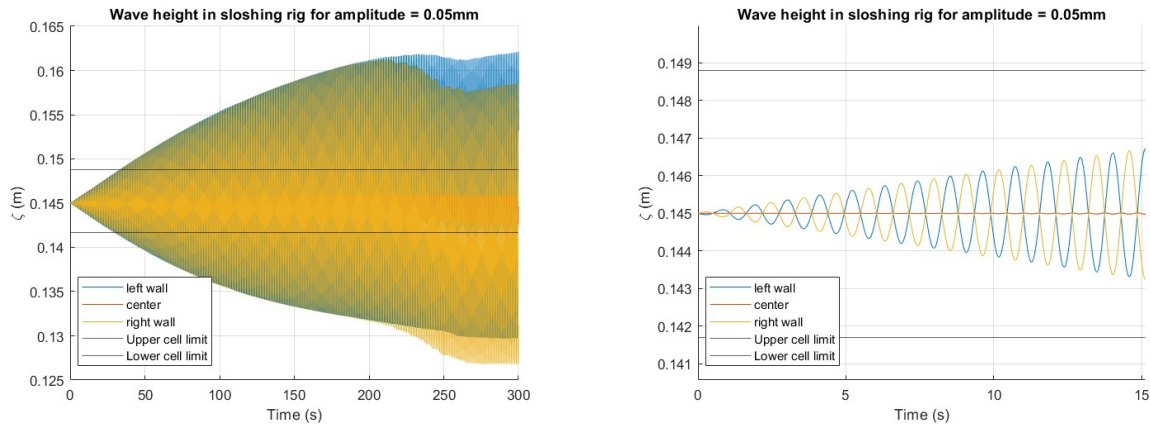 Wave height in sloshing rig for amplitude = 0.05mm
0.165
0.16
0.155
0.15
0.145
0.14
0.135
0.13
0.125
ζ (m)
left wall
center
right wall
Upper cell limit
Lower cell limit
0 50 100 150 200 250 300
Time (s)
Wave height in sloshing rig for amplitude = 0.05mm
0.149
0.148
0.147
0.146
0.145
0.144
0.143
0.142
0.141
ζ (m)
left wall
center
right wall
Upper cell limit
Lower cell limit
0 5 10 15
Time (s)